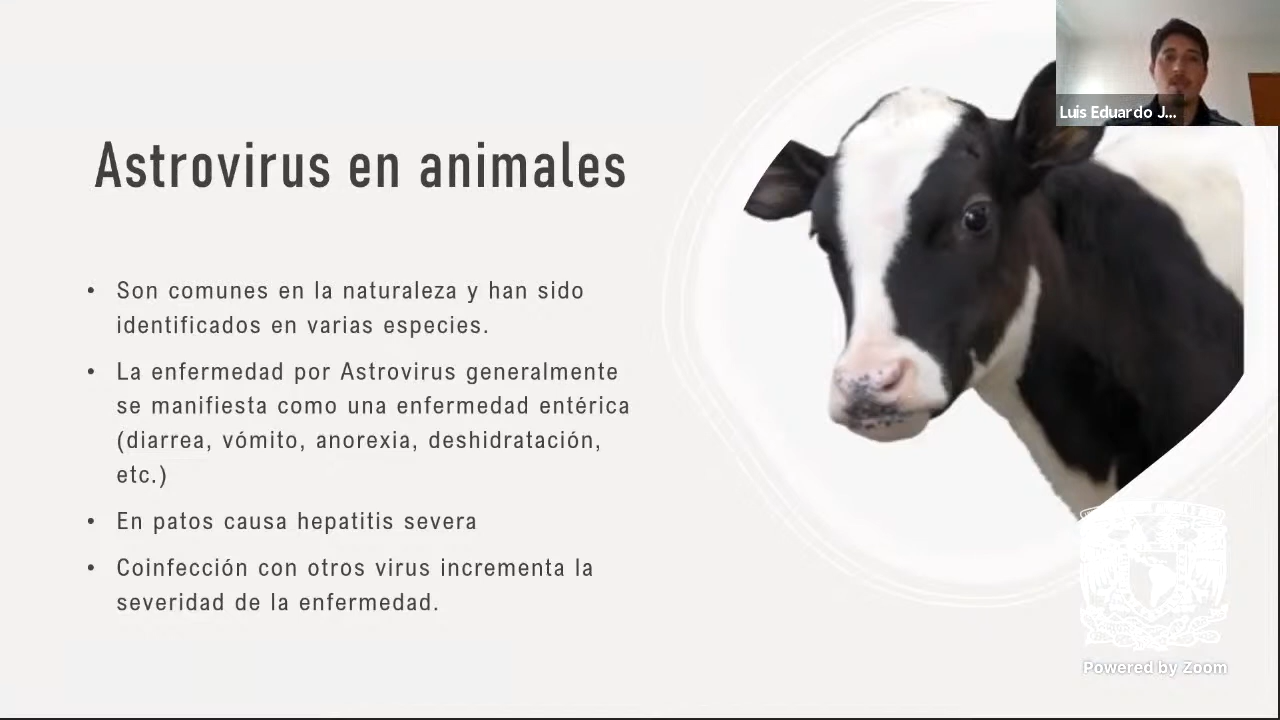 Luis Eduardo J...
Astrovirus en animales
• Son comunes en la naturaleza y han sido
identificados en varias especies.
• La enfermedad por Astrovirus generalmente
se manifiesta como una enfermedad entérica
(diarrea, vómito, anorexia, deshidratación,
etc.)
• En patos causa hepatitis severa
• Coinfección con otros virus incrementa la
severidad de la enfermedad.
Powered by Zoom